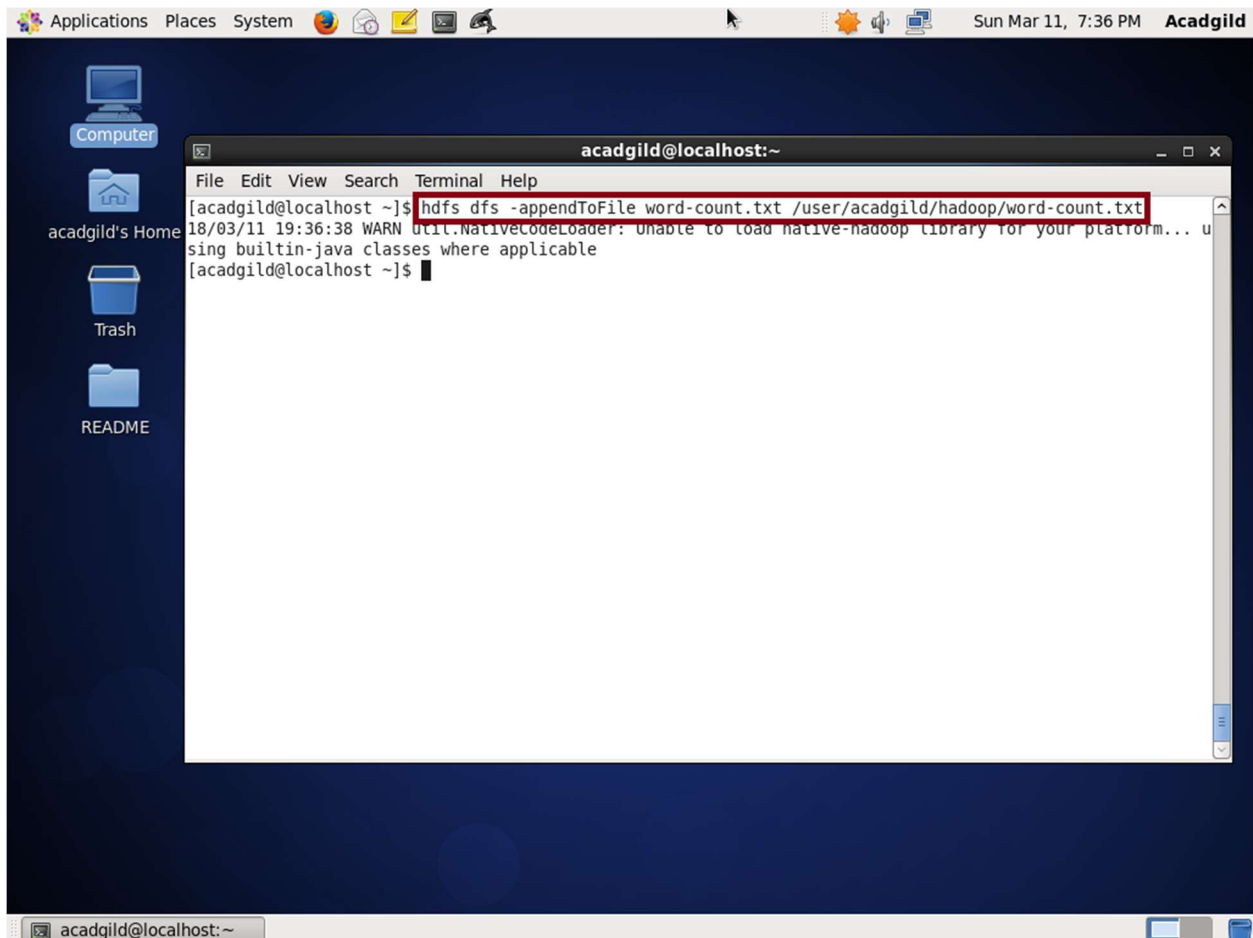 Applications Places System Sun Mar 11, 7:36 PM Acadgild
Computer
acadgild's Home
Trash
README
acadgild@localhost:~
File Edit View Search Terminal Help
[acadgild@localhost ~]$ hdfs dfs -appendToFile word-count.txt /user/acadgild/hadoop/word-count.txt
18/03/11 19:36:38 WARN util.NativeCodeLoader: Unable to load native-hadoop library for your platform... u
sing builtin-java classes where applicable
[acadgild@localhost ~]$
acadgild@localhost:~